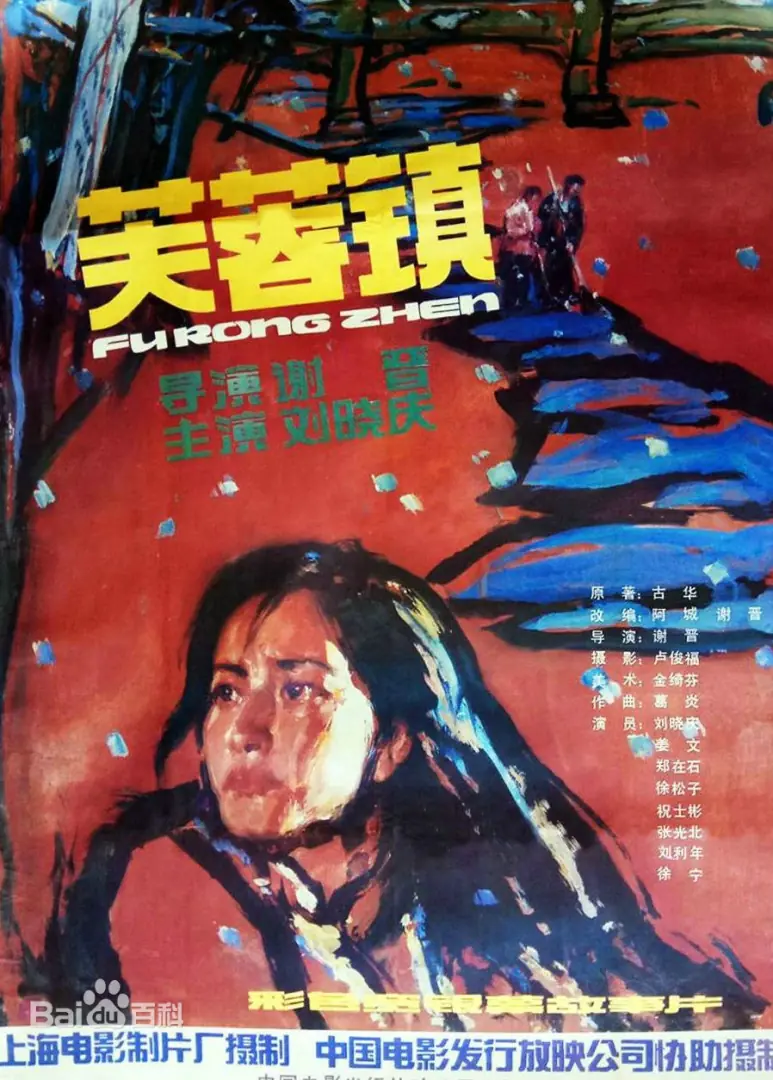 芙蓉镇
FU RONG ZHEN
导演 谢晋
主演 刘晓庆
原著：古华
改编：阿城 谢晋
导演：谢晋
摄影：卢俊福
美术：金绮芬
作曲：葛炎
演员：刘晓庆
姜文
郑在石
徐松子
祝士彬
张光北
刘利年
徐宁
彩色宽银幕故事片
Baidu百科
上海电影制片厂摄制 中国电影发行放映公司协助摄制